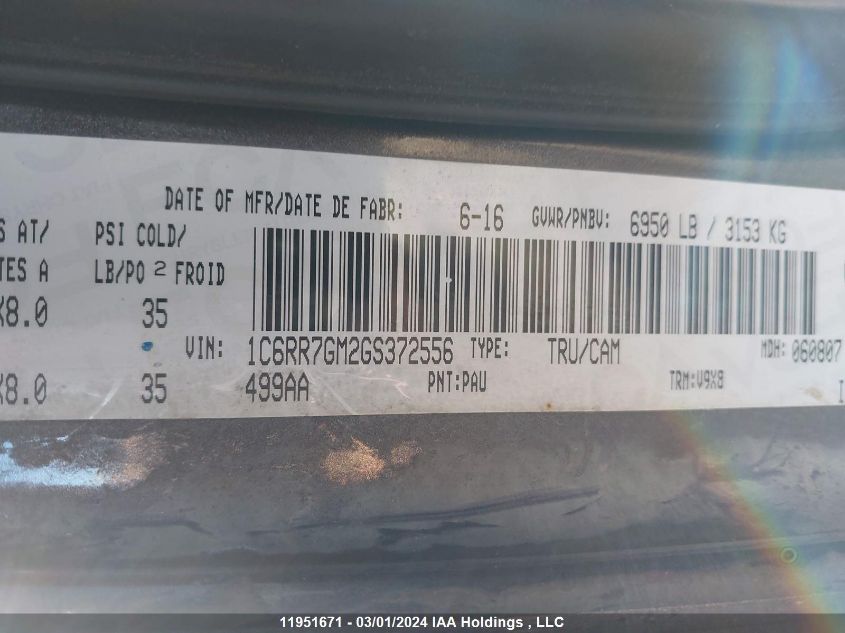 DATE OF MFR/DATE DE FABR: 6-16 GVWR/PNBV: 6950 LB / 3153 KG
S AT/ PSI COLD/
TES A LB/PO 2 FROID
X8.0 35
VIN: 1C6RR7GM2GS372556 TYPE: TRU/CAM MDH: 060807
X8.0 35 499AA PNT:PAU TRM:V9X8
11951671 - 03/01/2024 IAA Holdings , LLC